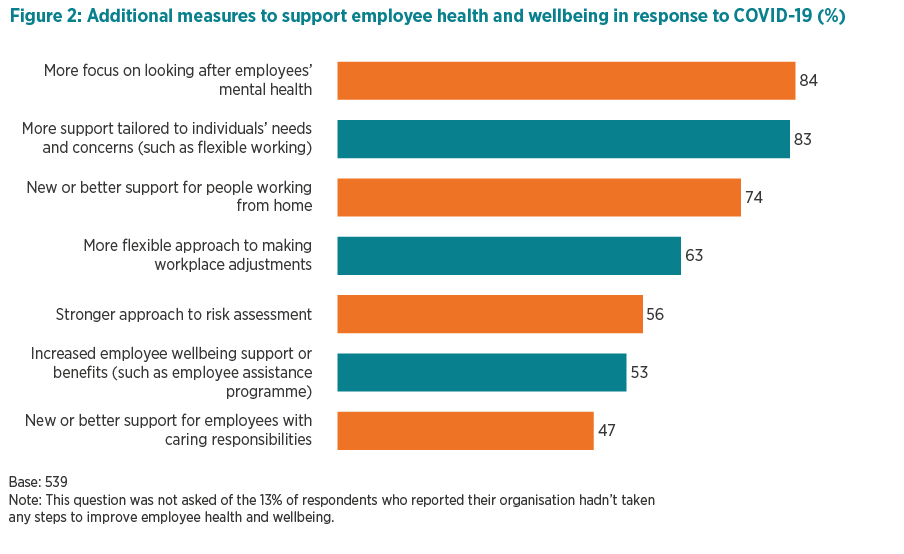 Figure 2: Additional measures to support employee health and wellbeing in response to COVID-19 (%)
More focus on looking after employees’
mental health
84
More support tailored to individuals’ needs
and concerns (such as flexible working)
83
New or better support for people working
from home
74
More flexible approach to making
workplace adjustments
63
Stronger approach to risk assessment
56
Increased employee wellbeing support or
benefits (such as employee assistance
programme)
53
New or better support for employees with
caring responsibilities
47
Base: 539
Note: This question was not asked of the 13% of respondents who reported their organisation hadn’t taken
any steps to improve employee health and wellbeing.